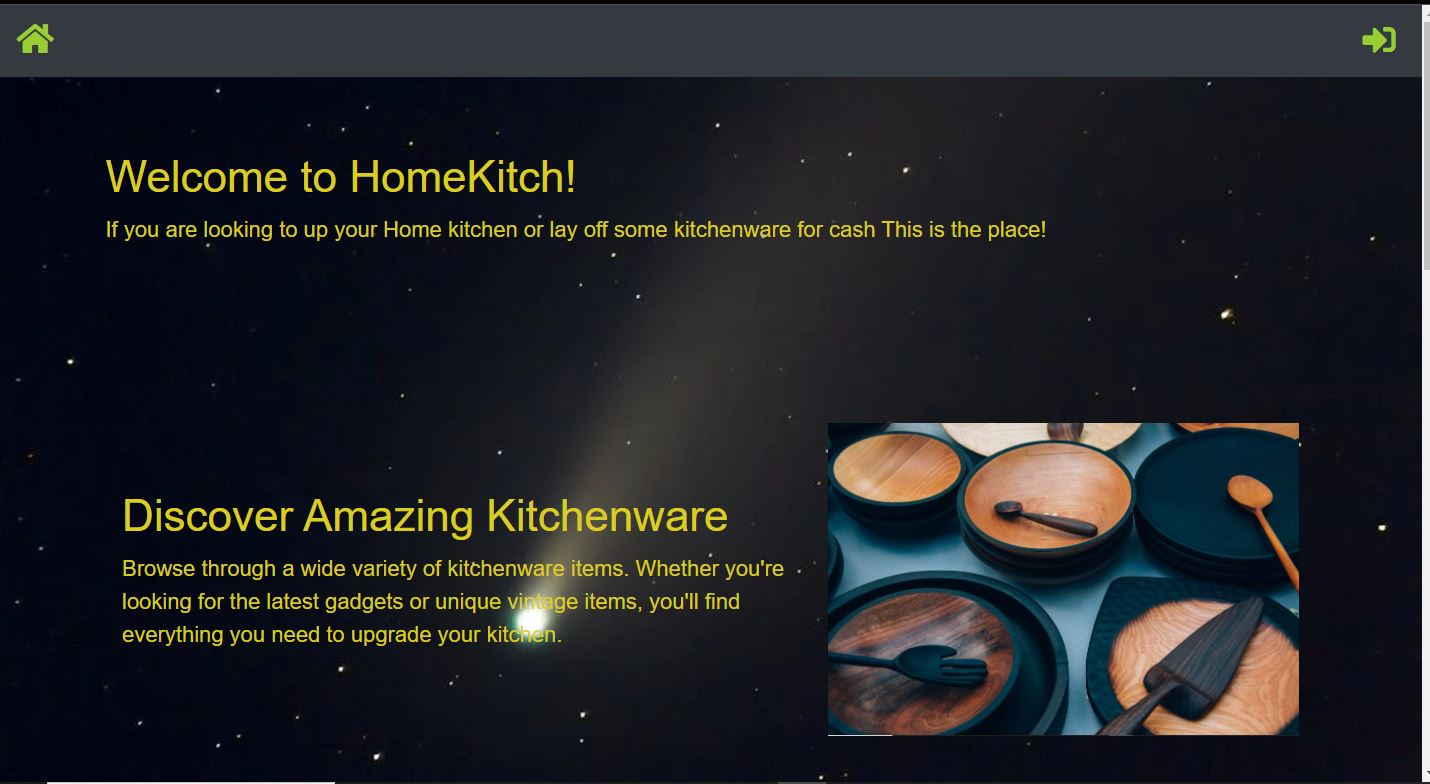 Welcome to HomeKitch!
If you are looking to up your Home kitchen or lay off some kitchenware for cash This is the place!
Discover Amazing Kitchenware
Browse through a wide variety of kitchenware items. Whether you're
looking for the latest gadgets or unique vintage items, you'll find
everything you need to upgrade your kitchen.